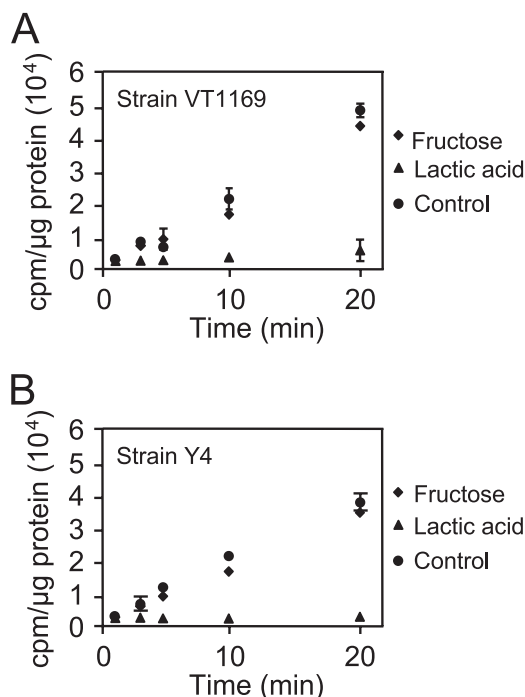 A
cpm/µg protein (10⁴)
6
5
4
3
2
1
0
Strain VT1169
Fructose
Lactic acid
Control
0 10 20
Time (min)
B
cpm/µg protein (10⁴)
6
5
4
3
2
1
0
Strain Y4
Fructose
Lactic acid
Control
0 10 20
Time (min)